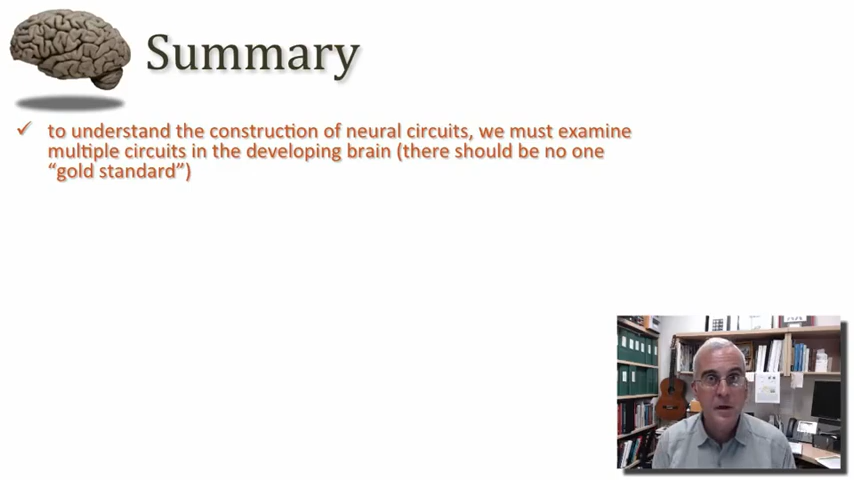 Summary
✓ to understand the construction of neural circuits, we must examine
multiple circuits in the developing brain (there should be no one
“gold standard”)